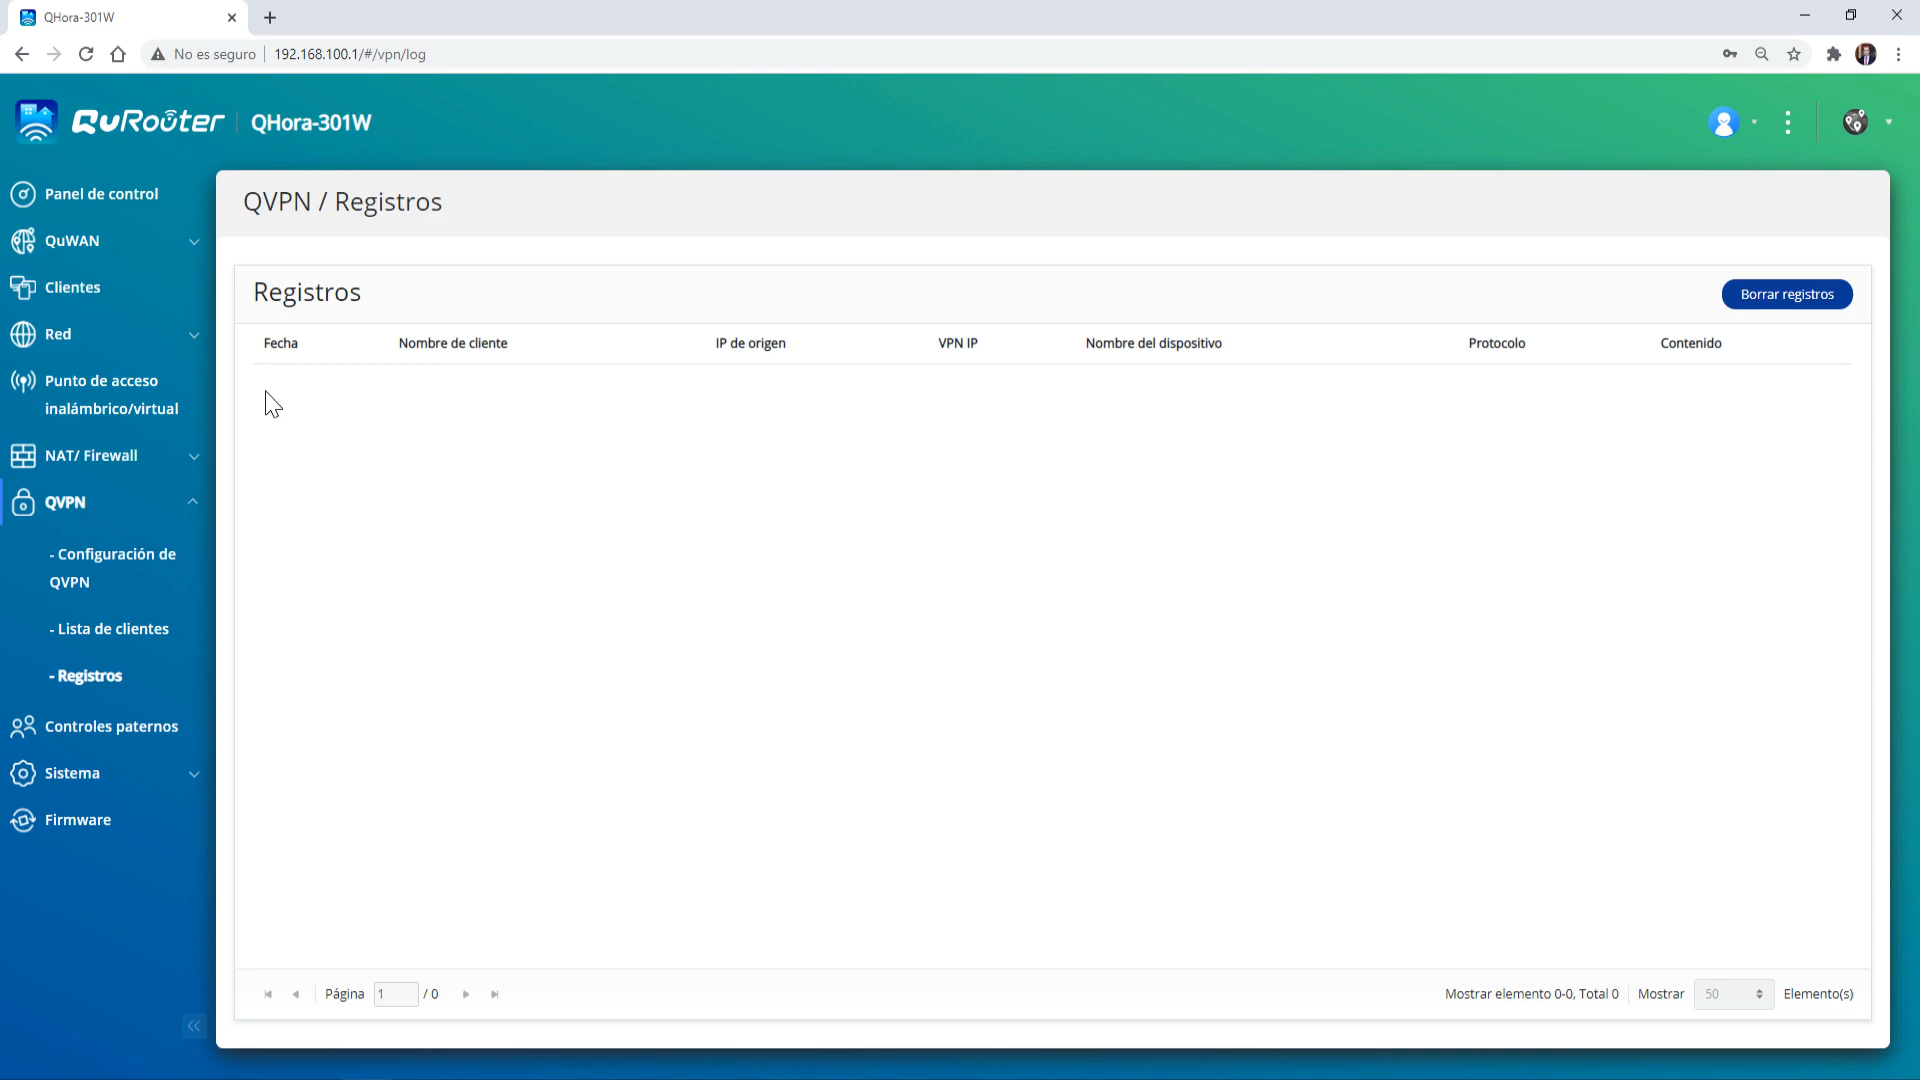 QHora-301W
No es seguro
192.168.100.1/#/vpn/log
QuRouter
QHora-301W
Panel de control
QuWAN
Clientes
Red
Punto de acceso
inalámbrico/virtual
NAT/ Firewall
QVPN
- Configuración de
QVPN
- Lista de clientes
- Registros
Controles paternos
Sistema
Firmware
QVPN / Registros
Registros
Borrar registros
Fecha Nombre de cliente IP de origen VPN IP Nombre del dispositivo Protocolo Contenido
Página 1 / 0
Mostrar elemento 0-0, Total 0 Mostrar 50 Elemento(s)